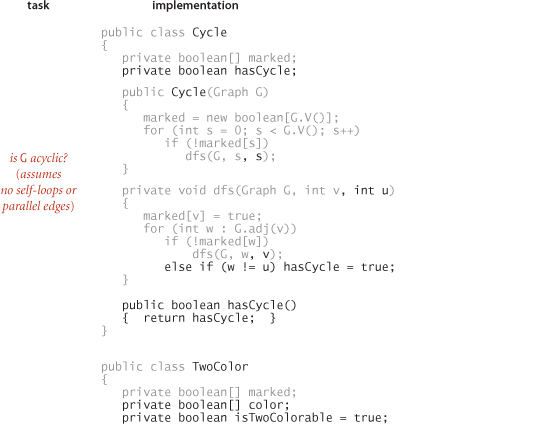 task implementation
public class Cycle
{
private boolean[] marked;
private boolean hasCycle;
public Cycle(Graph G)
{
marked = new boolean[G.V()];
for (int s = 0; s < G.V(); s++)
if (!marked[s])
dfs(G, s, s);
}
is G acyclic?
(assumes
no self-loops or
parallel edges)
private void dfs(Graph G, int v, int u)
{
marked[v] = true;
for (int w : G.adj(v))
if (!marked[w])
dfs(G, w, v);
else if (w != u) hasCycle = true;
}
public boolean hasCycle()
{ return hasCycle; }
}
public class TwoColor
{
private boolean[] marked;
private boolean[] color;
private boolean isTwoColorable = true;